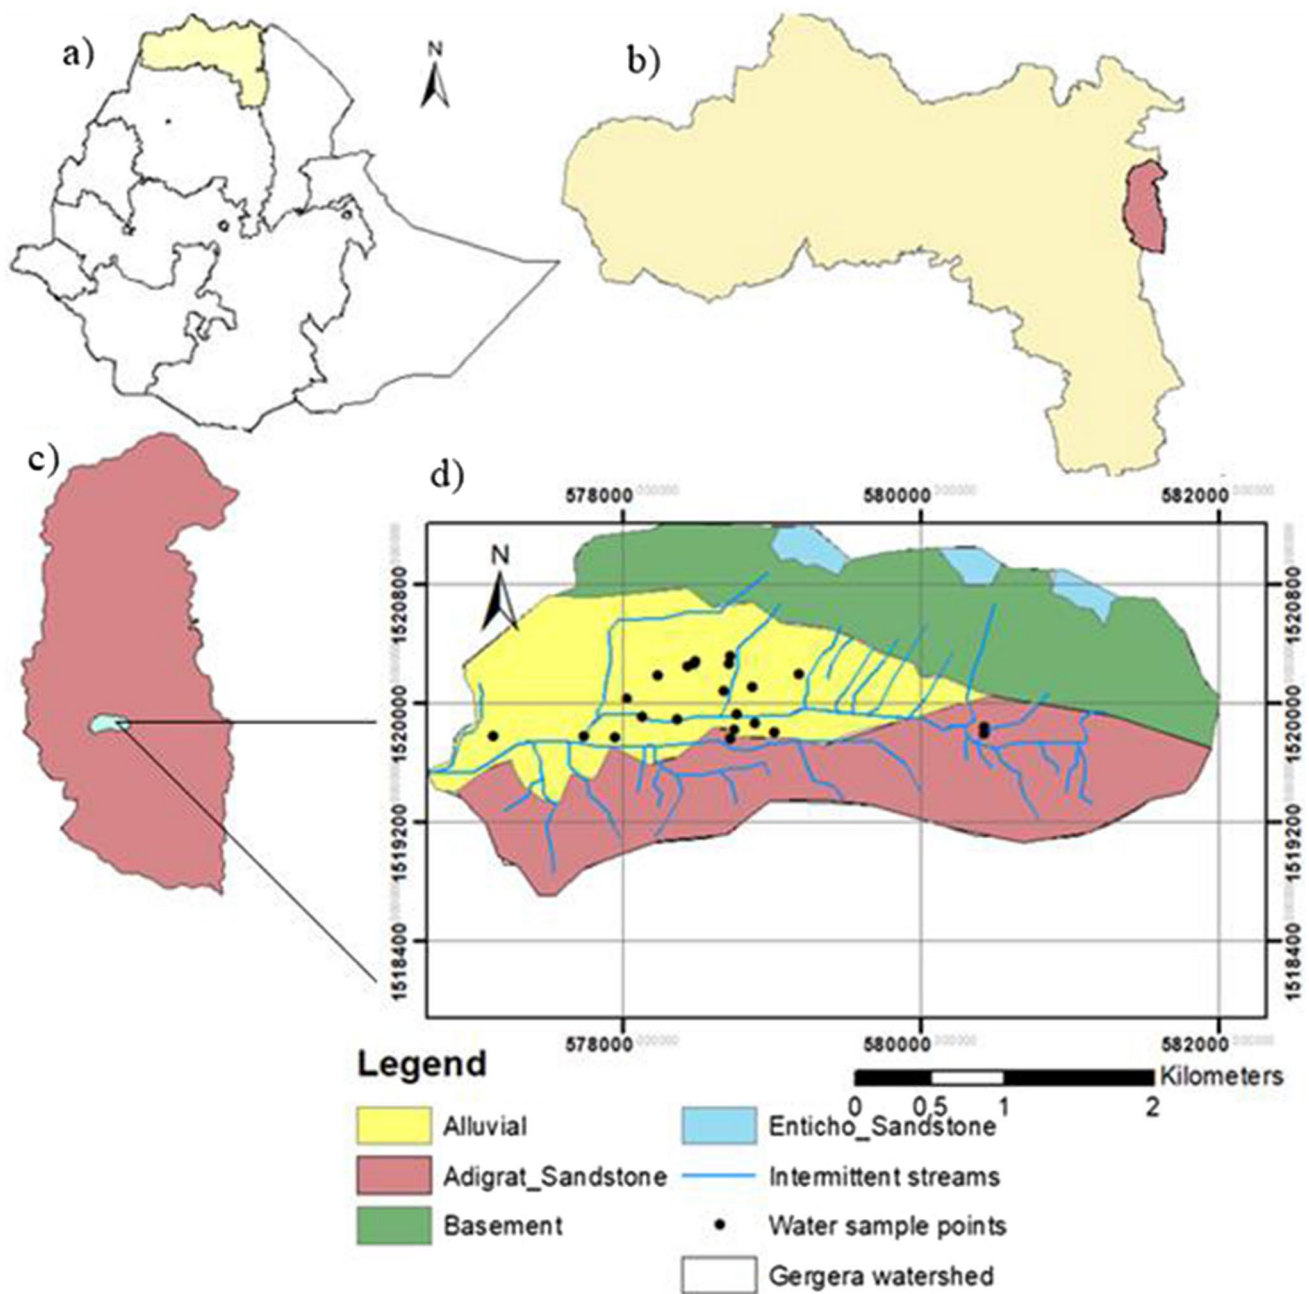 a)
N
b)
c)
d)
578000
580000
582000
N
1520800
1520000
1519200
1518400
1520800
1520000
1519200
1518400
578000
580000
582000
Legend
Kilometers
0 0.5 1 2
Alluvial
Enticho_Sandstone
Adigrat_Sandstone
Intermittent streams
Basement
Water sample points
Gergera watershed